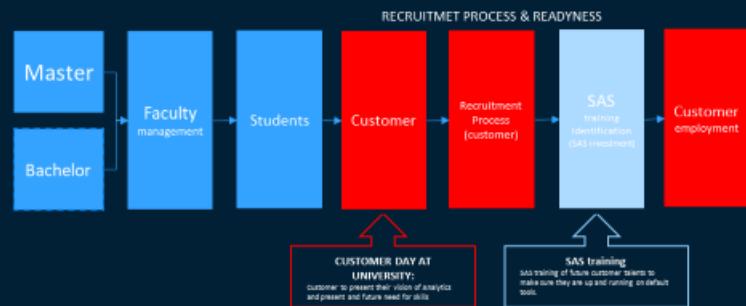 RECRUITMET PROCESS & READYNESS
Master
Bachelor
Faculty
management
Students
Customer
Recruitment
Process
(customer)
SAS
training
Identification
(SAS investment)
Customer
employment
CUSTOMER DAY AT
UNIVERSITY:
Customer to present their vision of analytics
and present and future need for skills
SAS training
SAS training of future customer talents to
make sure they are up and running on default
tools.